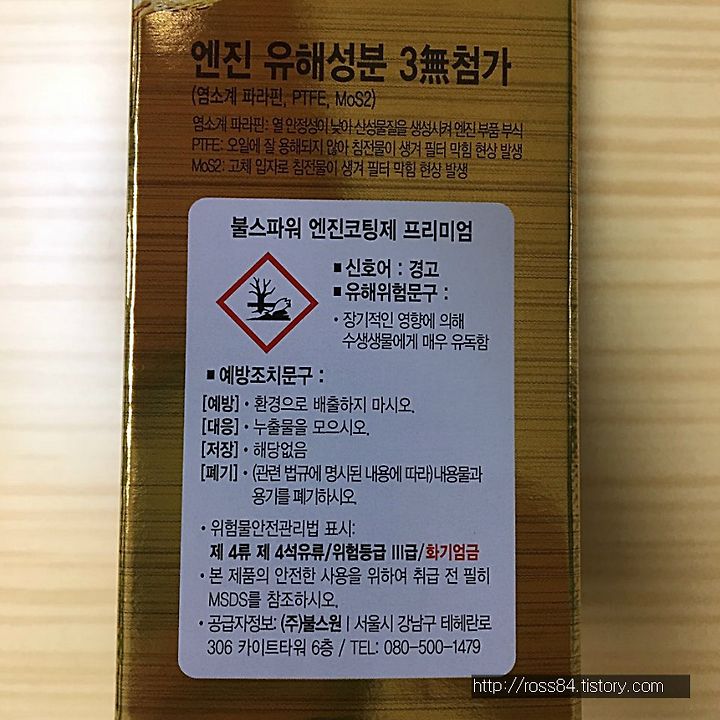 엔진 유해성분 3無첨가
(염소계 파라핀, PTFE, MoS2)
염소계 파라핀: 열 안정성이 낮아 산성물질을 생성시켜 엔진 부품 부식
PTFE: 오일에 잘 용해되지 않아 침전물이 생겨 필터 막힘 현상 발생
MoS2: 고체 입자로 침전물이 생겨 필터 막힘 현상 발생
불스파워 엔진코팅제 프리미엄
■ 신호어 : 경고
■ 유해위험문구 :
• 장기적인 영향에 의해
수생생물에게 매우 유독함
■ 예방조치문구 :
[예방] • 환경으로 배출하지 마시오.
[대응] • 누출물을 모으시오.
[저장] • 해당없음
[폐기] • (관련 법규에 명시된 내용에 따라) 내용물과
용기를 폐기하시오.
• 위험물안전관리법 표시:
제 4류 제 4석유류/위험등급 III급/화기엄금
• 본 제품의 안전한 사용을 위하여 취급 전 필히
MSDS를 참조하시오.
• 공급자정보: (주)불스원 | 서울시 강남구 테헤란로
306 카이트타워 6층 / TEL: 080-500-1479
http://ross84.tistory.com